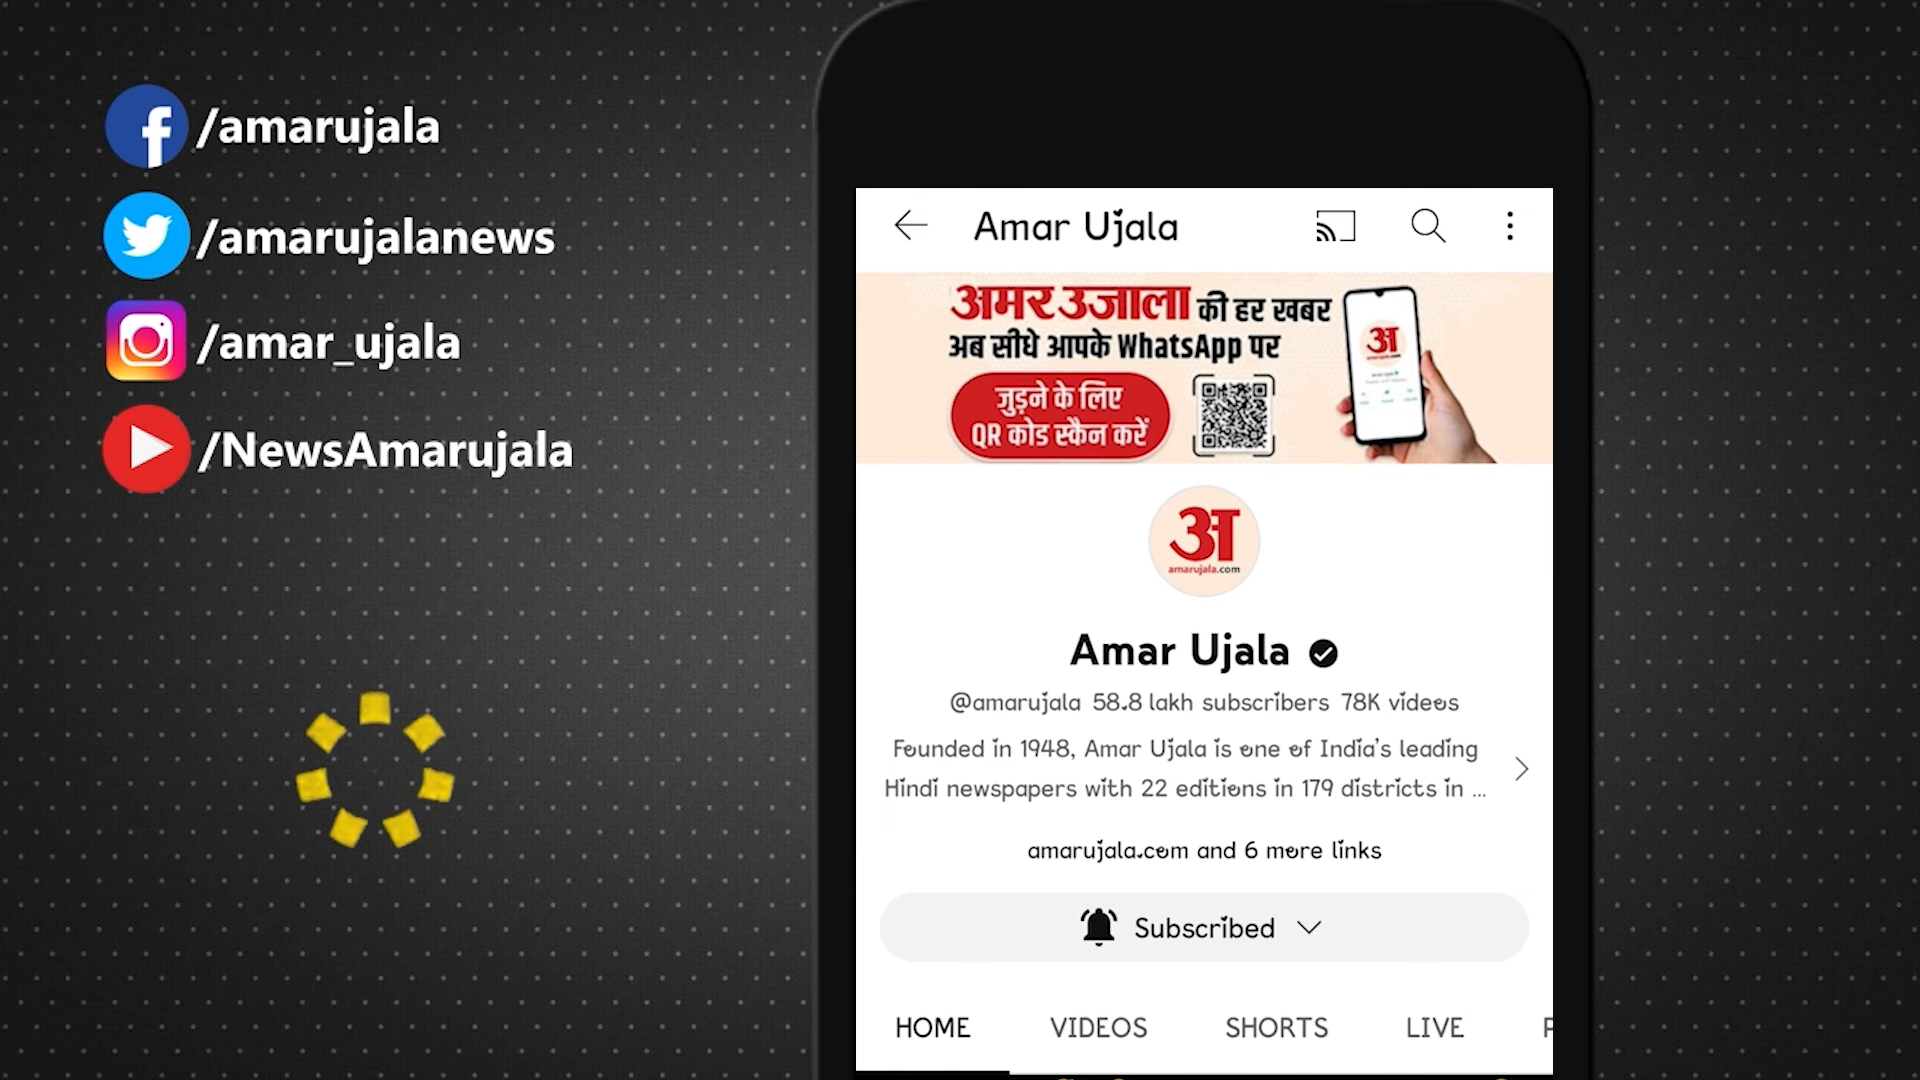 /amarujala
/amarujalanews
/amar_ujala
/NewsAmarujala
Amar Ujala
अमर उजाला की हर खबर
अब सीधे आपके WhatsApp पर
जुड़ने के लिए
QR कोड स्कैन करें
अ
अ
amarujala.com
Amar Ujala
@amarujala 58.8 lakh subscribers 78K videos
Founded in 1948, Amar Ujala is one of India's leading
Hindi newspapers with 22 editions in 179 districts in ...
amarujala.com and 6 more links
Subscribed
HOME VIDEOS SHORTS LIVE